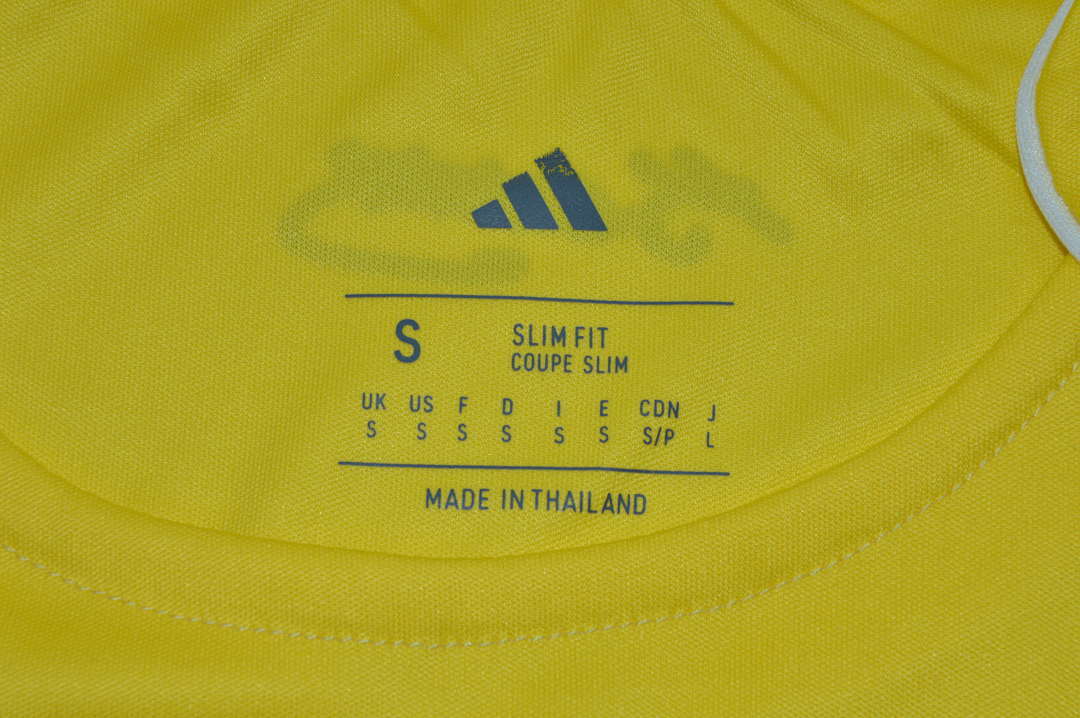 S
SLIM FIT
COUPE SLIM
UK US F D I E CDN J
S S S S S S S/P L
MADE IN THAILAND